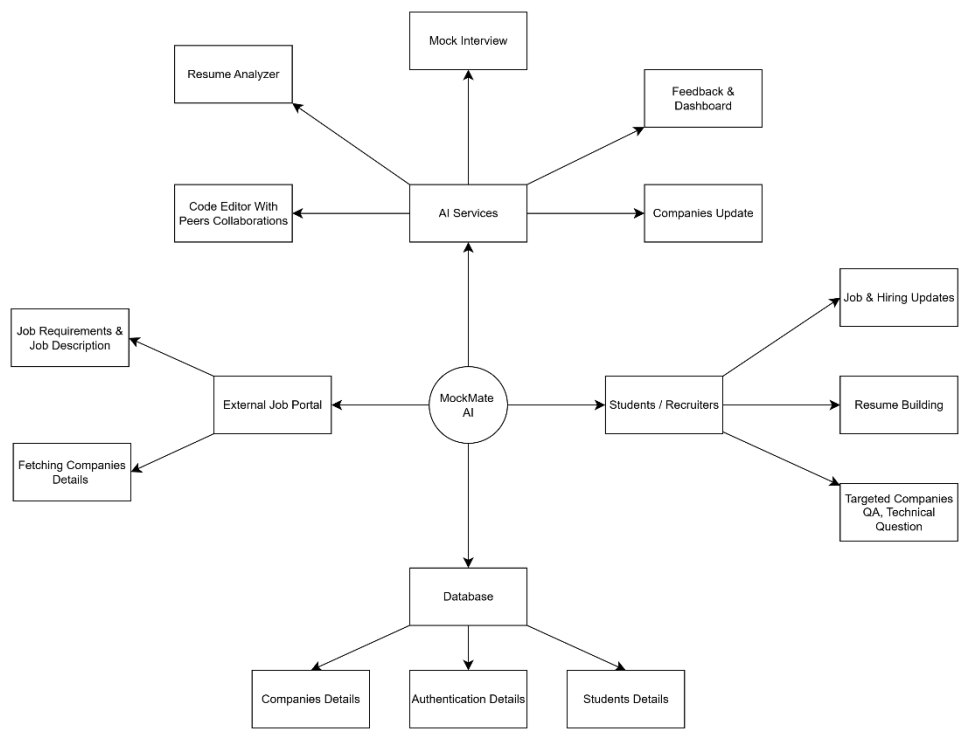 Mock Interview
Resume Analyzer
Feedback &
Dashboard
Code Editor With
Peers Collaborations
AI Services
Companies Update
Job & Hiring Updates
Job Requirements &
Job Description
External Job Portal
MockMate
AI
Students / Recruiters
Resume Building
Fetching Companies
Details
Targeted Companies
QA, Technical
Question
Database
Companies Details
Authentication Details
Students Details